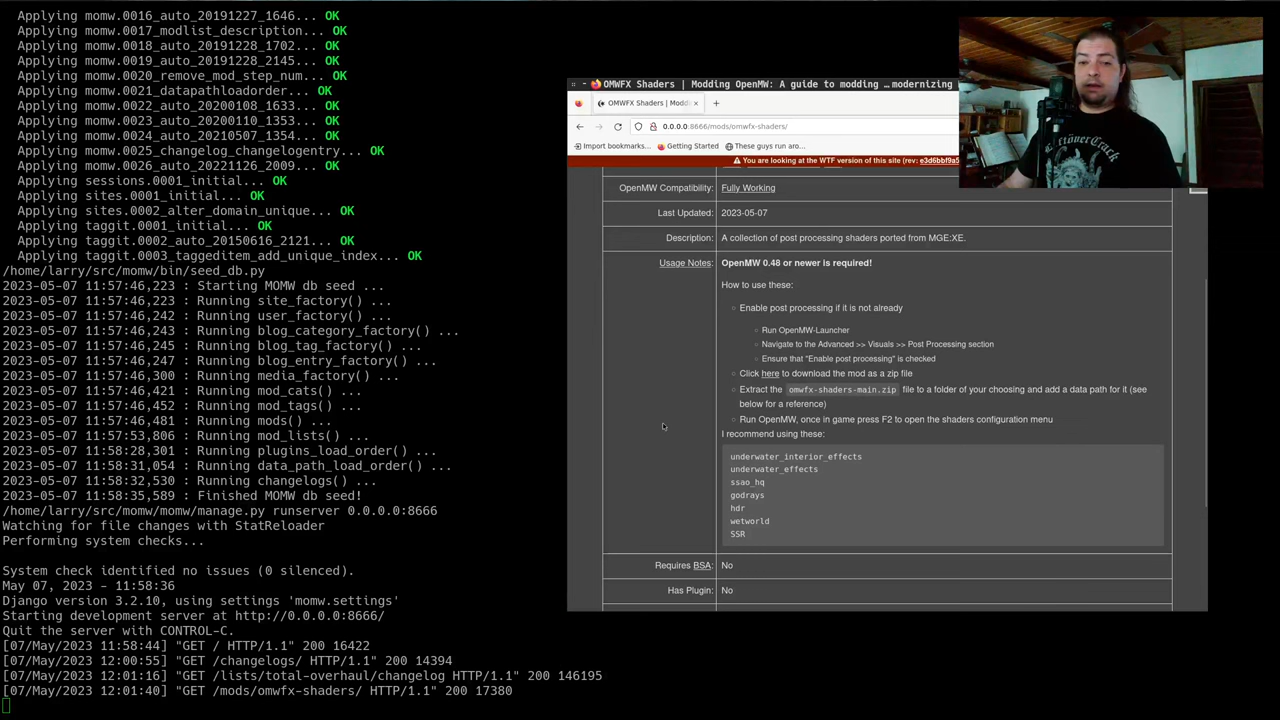 Applying momw.0016_auto_20191227_1646... OK
Applying momw.0017_modlist_description... OK
Applying momw.0018_auto_20191228_1702... OK
Applying momw.0019_auto_20191228_2145... OK
Applying momw.0020_remove_mod_step_num... OK
Applying momw.0021_datapathloadorder... OK
Applying momw.0022_auto_20200108_1633... OK
Applying momw.0023_auto_20200110_1353... OK
Applying momw.0024_auto_20210507_1354... OK
Applying momw.0025_changelog_changelogentry... OK
Applying momw.0026_auto_20221126_2009... OK
Applying sessions.0001_initial... OK
Applying sites.0001_initial... OK
Applying sites.0002_alter_domain_unique... OK
Applying taggit.0001_initial... OK
Applying taggit.0002_auto_20150616_2121... OK
Applying taggit.0003_taggeditem_add_unique_index... OK
/home/larry/src/momw/bin/seed_db.py
2023-05-07 11:57:46,223 : Starting MOMW db seed ...
2023-05-07 11:57:46,223 : Running site_factory() ...
2023-05-07 11:57:46,242 : Running user_factory() ...
2023-05-07 11:57:46,243 : Running blog_category_factory() ...
2023-05-07 11:57:46,245 : Running blog_tag_factory() ...
2023-05-07 11:57:46,247 : Running blog_entry_factory() ...
2023-05-07 11:57:46,300 : Running media_factory() ...
2023-05-07 11:57:46,421 : Running mod_cats() ...
2023-05-07 11:57:46,452 : Running mod_tags() ...
2023-05-07 11:57:46,481 : Running mods() ...
2023-05-07 11:57:53,806 : Running mod_lists() ...
2023-05-07 11:58:28,301 : Running plugins_load_order() ...
2023-05-07 11:58:31,054 : Running data_path_load_order() ...
2023-05-07 11:58:32,530 : Running changelogs() ...
2023-05-07 11:58:35,589 : Finished MOMW db seed!
/home/larry/src/momw/momw/manage.py runserver 0.0.0.0:8666
Watching for file changes with StatReloader
Performing system checks...
System check identified no issues (0 silenced).
May 07, 2023 - 11:58:36
Django version 3.2.10, using settings 'momw.settings'
Starting development server at http://0.0.0.0:8666/
Quit the server with CONTROL-C.
[07/May/2023 11:58:44] "GET / HTTP/1.1" 200 16422
[07/May/2023 12:00:55] "GET /changelogs/ HTTP/1.1" 200 14394
[07/May/2023 12:01:16] "GET /lists/total-overhaul/changelog HTTP/1.1" 200 146195
[07/May/2023 12:01:40] "GET /mods/omwfx-shaders/ HTTP/1.1" 200 17380
OMWFX Shaders | Modding OpenMW: A guide to modding … modernizing
OMWFX Shaders | Modd
0.0.0.0:8666/mods/omwfx-shaders/
Import bookmarks... Getting Started These guys run aro...
You are looking at the WTF version of this site (rev: e3d6bbf9a5
OpenMW Compatibility: Fully Working
Last Updated: 2023-05-07
Description: A collection of post processing shaders ported from MGE:XE.
Usage Notes: OpenMW 0.48 or newer is required!
How to use these:
Enable post processing if it is not already
Run OpenMW-Launcher
Navigate to the Advanced >> Visuals >> Post Processing section
Ensure that "Enable post processing" is checked
Click here to download the mod as a zip file
Extract the omwfx-shaders-main.zip file to a folder of your choosing and add a data path for it (see
below for a reference)
Run OpenMW, once in game press F2 to open the shaders configuration menu
I recommend using these:
underwater_interior_effects
underwater_effects
ssao_hq
godrays
hdr
wetworld
SSR
Requires BSA: No
Has Plugin: No